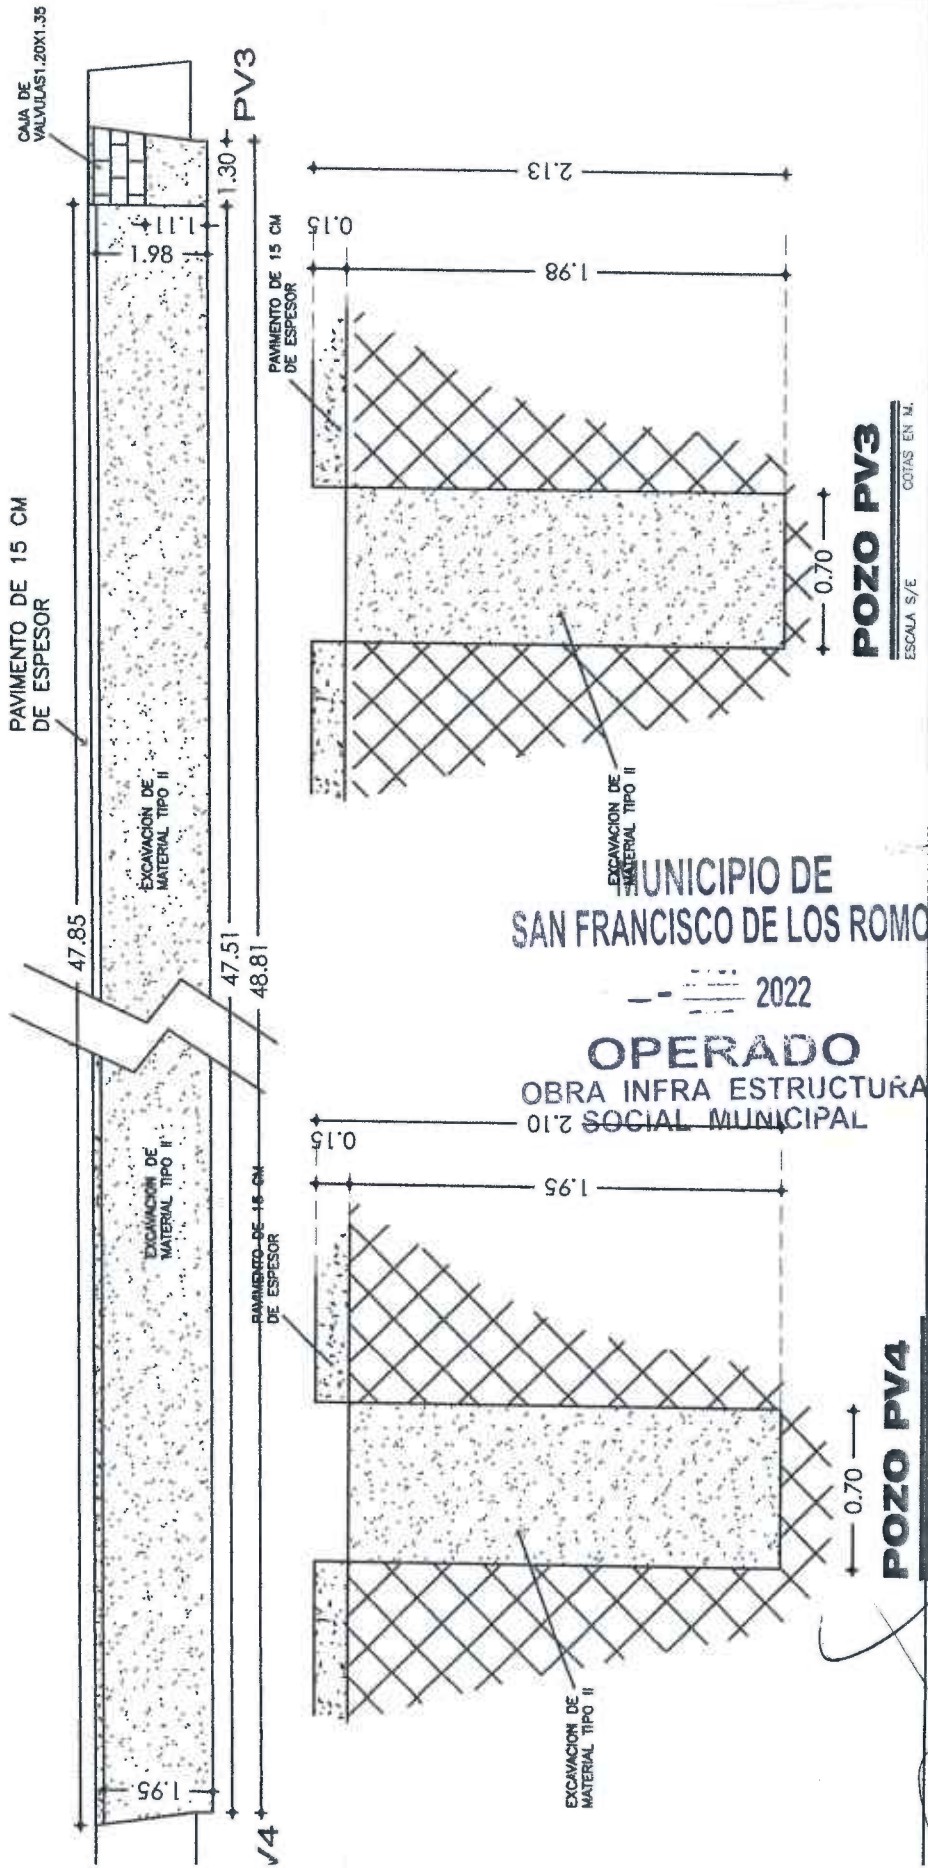 CAJA DE
VALVULAS1.20X1.35
PAVIMENTO DE 15 CM
DE ESPESOR
47.85
EXCAVACION DE
MATERIAL TIPO II
EXCAVACION DE
MATERIAL TIPO II
1.95
1.98
1.11
1.30
PV3
47.51
48.81
V4
PAVIMENTO DE 15 CM
DE ESPESOR
0.15
1.95
2.10
EXCAVACION DE
MATERIAL TIPO II
0.70
POZO PV4
PAVIMENTO DE 15 CM
DE ESPESOR
0.15
1.98
2.13
EXCAVACION DE
MATERIAL TIPO II
0.70
POZO PV3
ESCALA S/E COTAS EN M.
MUNICIPIO DE
SAN FRANCISCO DE LOS ROMO
2022
OPERADO
OBRA INFRA ESTRUCTURA
SOCIAL MUNICIPAL